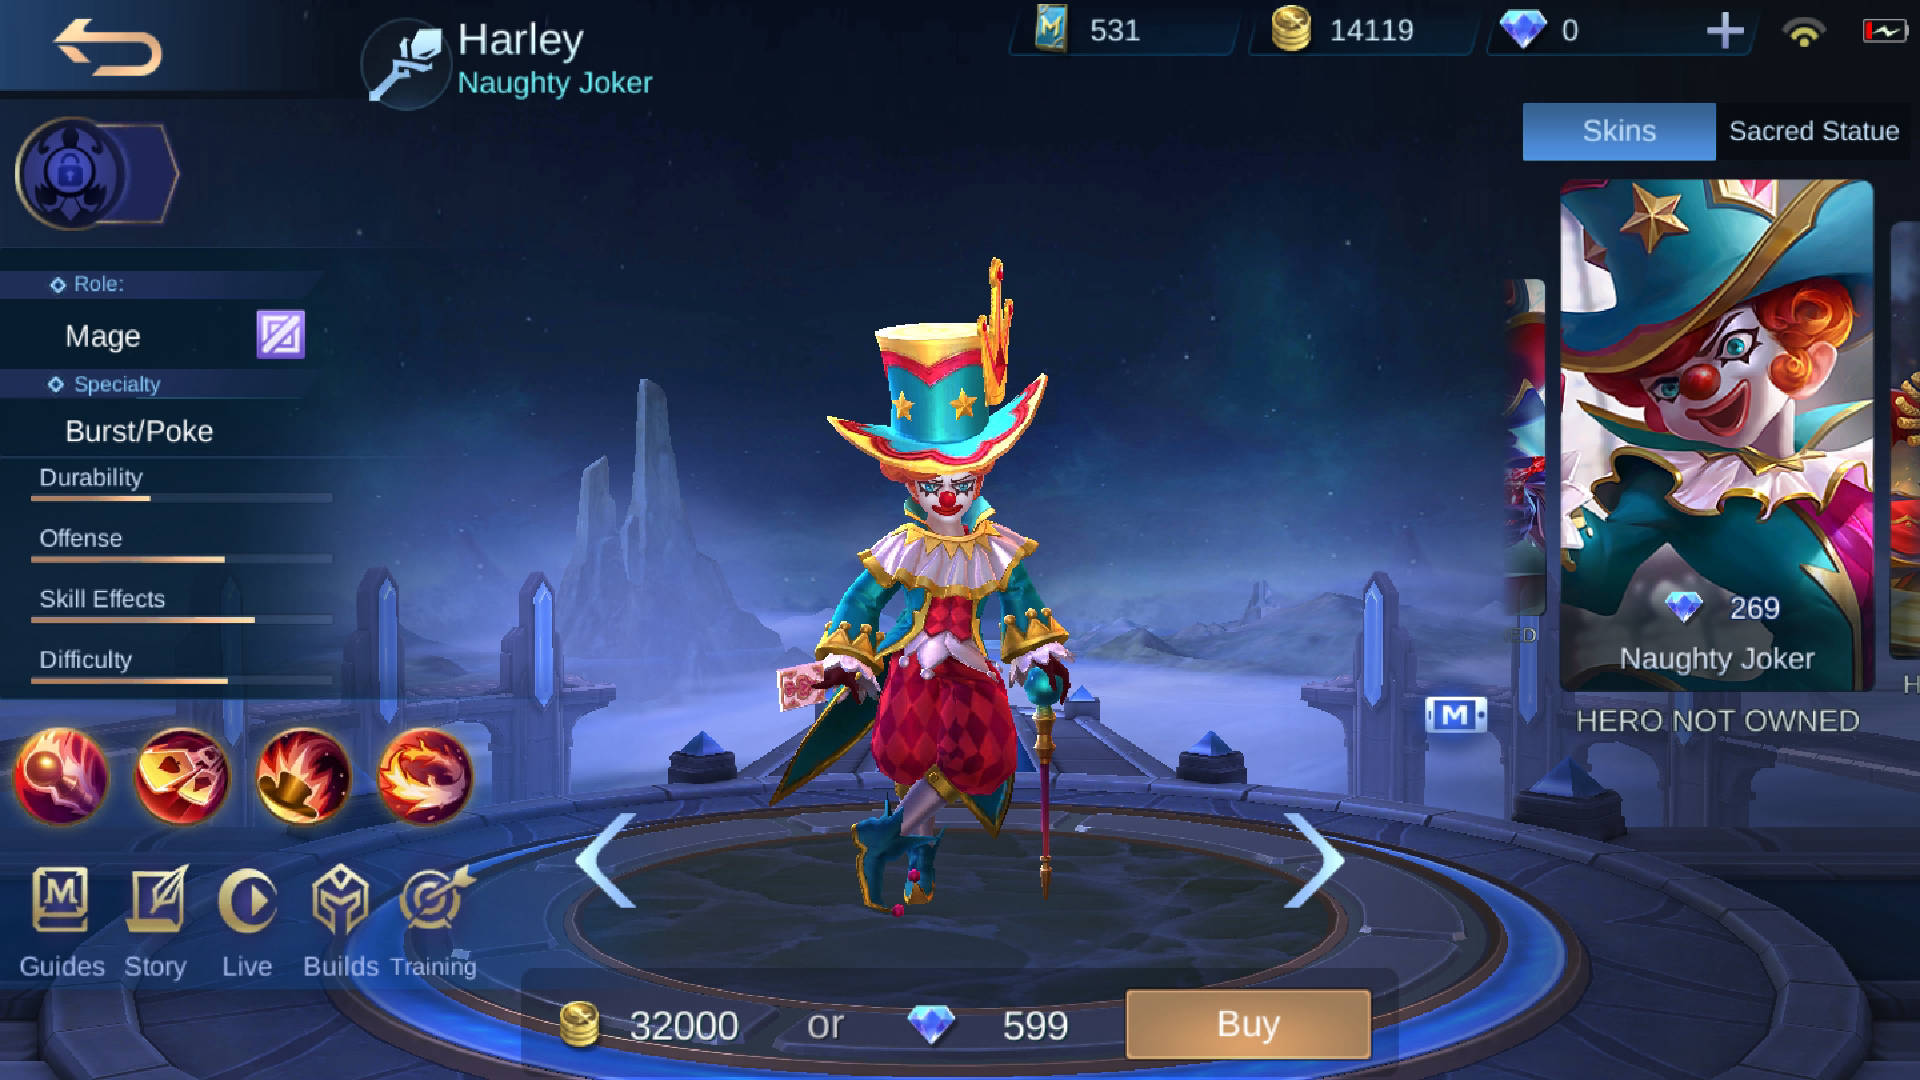 Harley
Naughty Joker
531
14119
0
Skins
Sacred Statue
Role:
Mage
Specialty
Burst/Poke
Durability
Offense
Skill Effects
Difficulty
269
Naughty Joker
HERO NOT OWNED
M
Guides
Story
Live
Builds
Training
32000 or 599
Buy